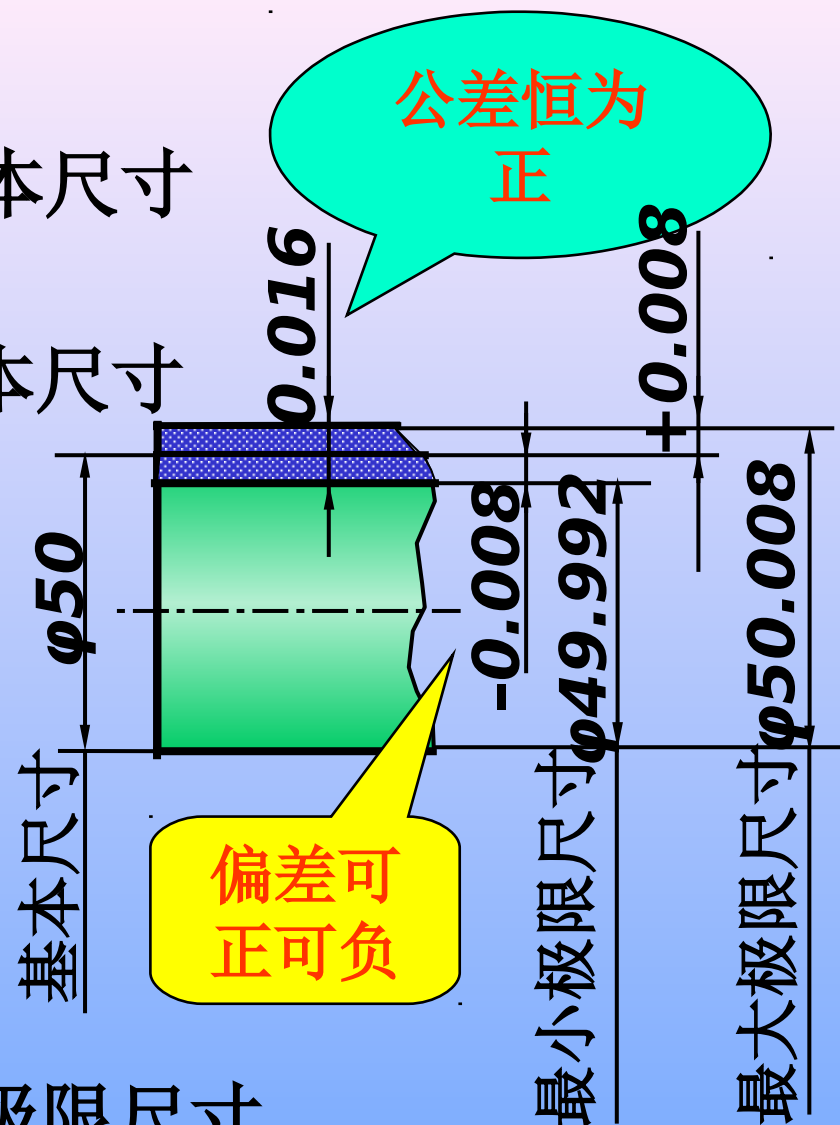 公差恒为
正
本尺寸
本尺寸
0.016
+0.008
-0.008
φ50
φ49.992
φ50.008
基本尺寸
最小极限尺寸
最大极限尺寸
偏差可
正可负
极限尺寸